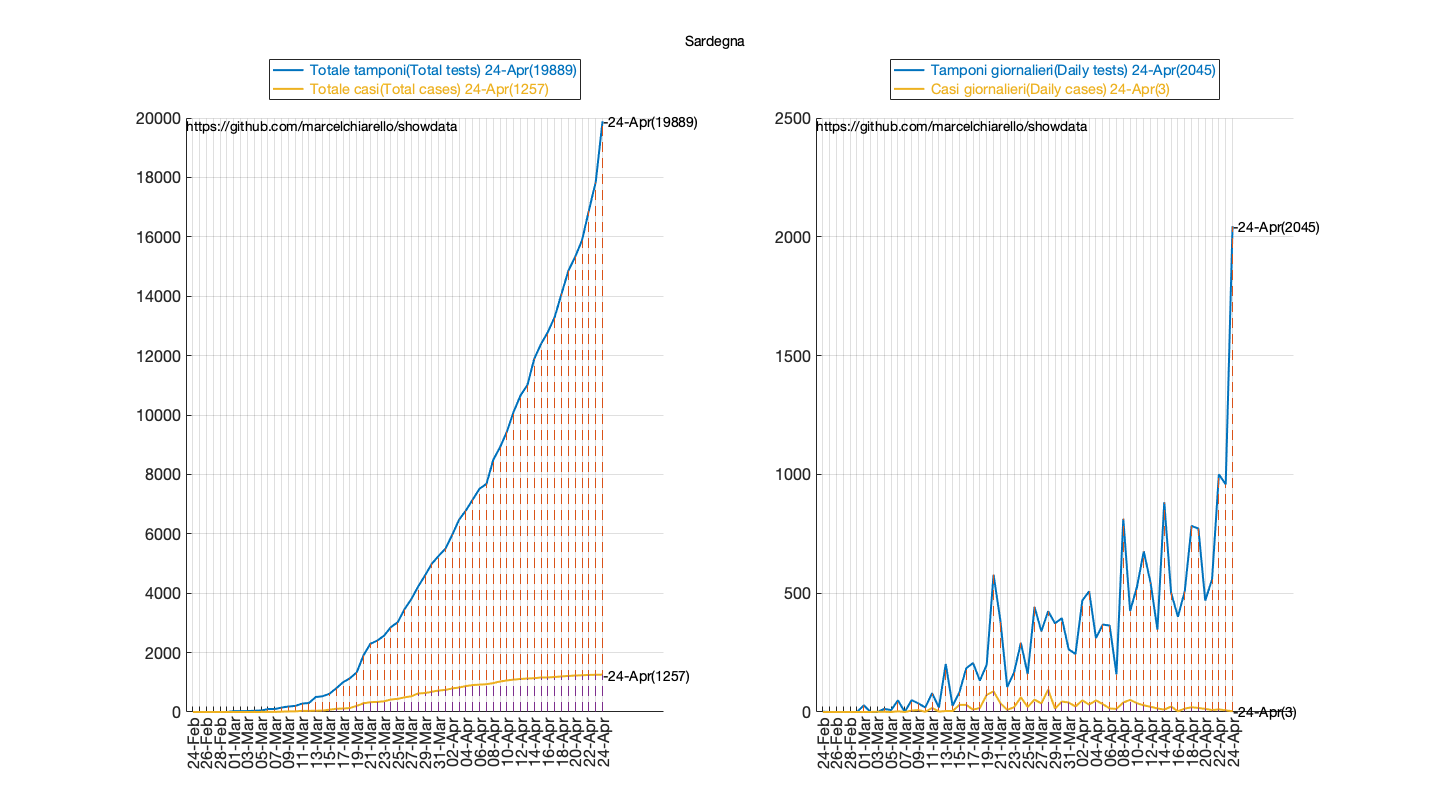 Sardegna
Totale tamponi(Total tests) 24-Apr(19889)
Totale casi(Total cases) 24-Apr(1257)
https://github.com/marcelchiarello/showdata
-24-Apr(19889)
20000
18000
16000
14000
12000
10000
8000
6000
4000
2000
0
-24-Apr(1257)
24-Feb
26-Feb
28-Feb
01-Mar
03-Mar
05-Mar
07-Mar
09-Mar
11-Mar
13-Mar
15-Mar
17-Mar
19-Mar
21-Mar
23-Mar
25-Mar
27-Mar
29-Mar
31-Mar
02-Apr
04-Apr
06-Apr
08-Apr
10-Apr
12-Apr
14-Apr
16-Apr
18-Apr
20-Apr
22-Apr
24-Apr
Tamponi giornalieri(Daily tests) 24-Apr(2045)
Casi giornalieri(Daily cases) 24-Apr(3)
https://github.com/marcelchiarello/showdata
2500
2000
1500
1000
500
0
-24-Apr(2045)
-24-Apr(3)
24-Feb
26-Feb
28-Feb
01-Mar
03-Mar
05-Mar
07-Mar
09-Mar
11-Mar
13-Mar
15-Mar
17-Mar
19-Mar
21-Mar
23-Mar
25-Mar
27-Mar
29-Mar
31-Mar
02-Apr
04-Apr
06-Apr
08-Apr
10-Apr
12-Apr
14-Apr
16-Apr
18-Apr
20-Apr
22-Apr
24-Apr